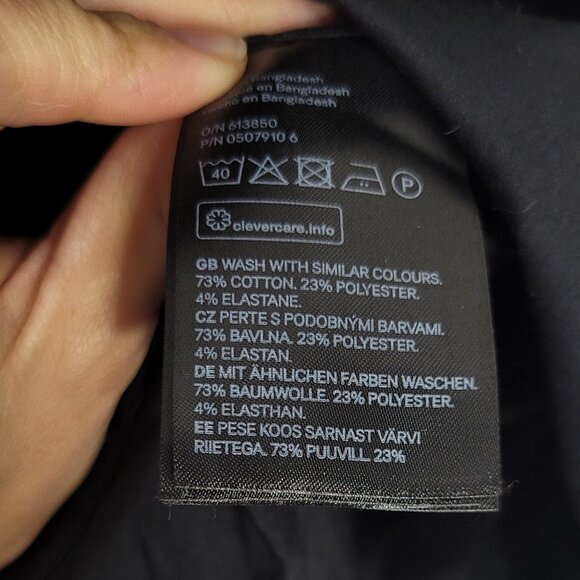 Bangladesh
en Bangladesh
en Bangladesh
O/N 613850
P/N 0507910 6
40 P
clevercare.info
GB WASH WITH SIMILAR COLOURS.
73% COTTON. 23% POLYESTER.
4% ELASTANE.
CZ PERTE S PODOBNÝMI BARVAMI.
73% BAVLNA. 23% POLYESTER.
4% ELASTAN.
DE MIT ÄHNLICHEN FARBEN WASCHEN.
73% BAUMWOLLE. 23% POLYESTER.
4% ELASTHAN.
EE PESE KOOS SARNAST VÄRVI
RIIETEGA. 73% PUUVILL. 23%